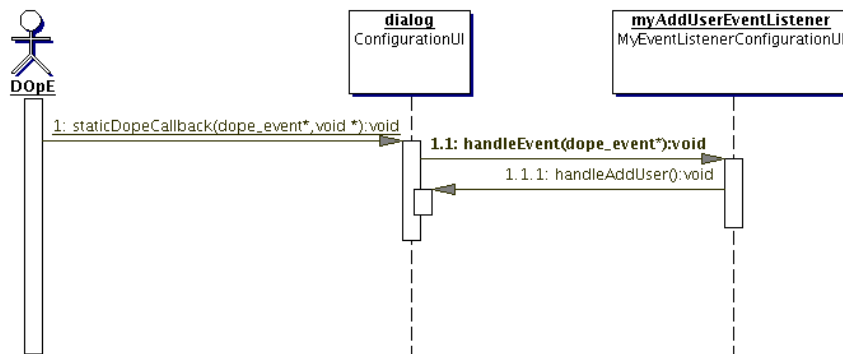 dialog
ConfigurationUI
myAddUserEventListener
MyEventListenerConfigurationUI
DOpE
1: staticDopeCallback(dope_event*,void *):void
1.1: handleEvent(dope_event*):void
1.1.1: handleAddUser():void